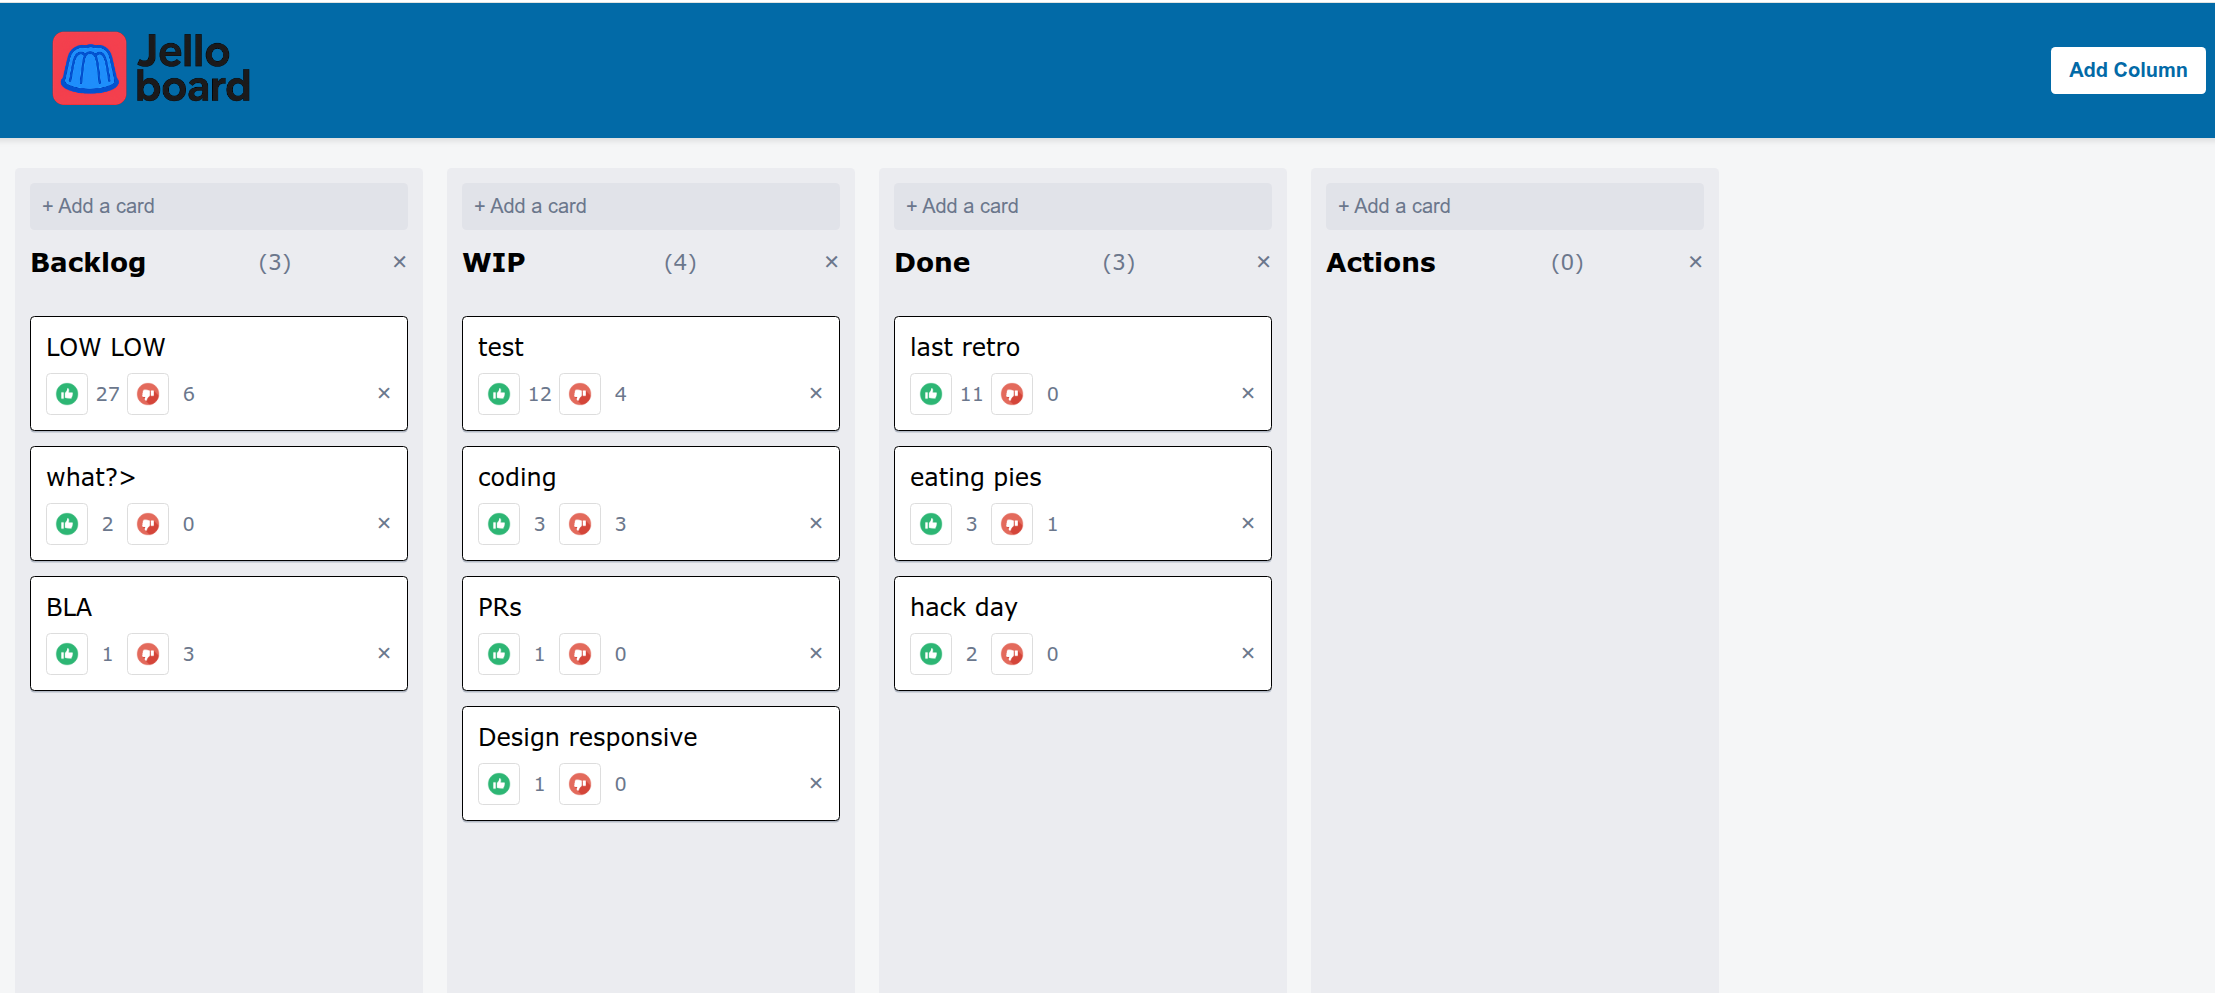 Jello
board
Add Column
+ Add a card
Backlog (3) ×
LOW LOW
27 6 ×
what?>
2 0 ×
BLA
1 3 ×
+ Add a card
WIP (4) ×
test
12 4 ×
coding
3 3 ×
PRs
1 0 ×
Design responsive
1 0 ×
+ Add a card
Done (3) ×
last retro
11 0 ×
eating pies
3 1 ×
hack day
2 0 ×
+ Add a card
Actions (0) ×